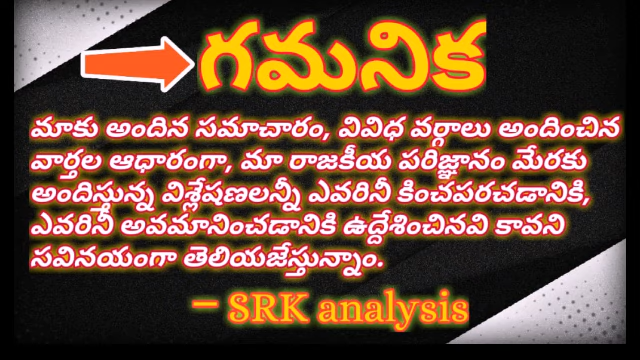 గమనిక
మాకు అందిన సమాచారం, వివిధ వర్గాలు అందించిన
వార్తల ఆధారంగా, మా రాజకీయ పరిజ్ఞానం మేరకు
అందిస్తున్న విశ్లేషణలన్నీ ఎవరినీ కించపరచడానికి,
ఎవరినీ అవమానించడానికి ఉద్దేశించినవి కావని
సవినయంగా తెలియజేస్తున్నాం.
– SRK analysis